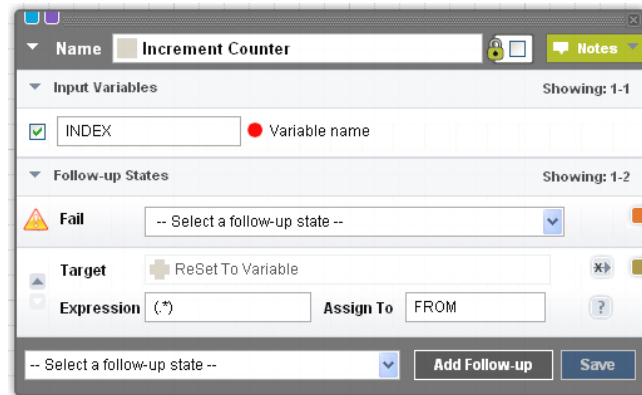 Name Increment Counter Notes
Input Variables Showing: 1-1
INDEX Variable name
Follow-up States Showing: 1-2
Fail -- Select a follow-up state --
Target ReSet To Variable
Expression (.*) Assign To FROM ?
-- Select a follow-up state -- Add Follow-up Save